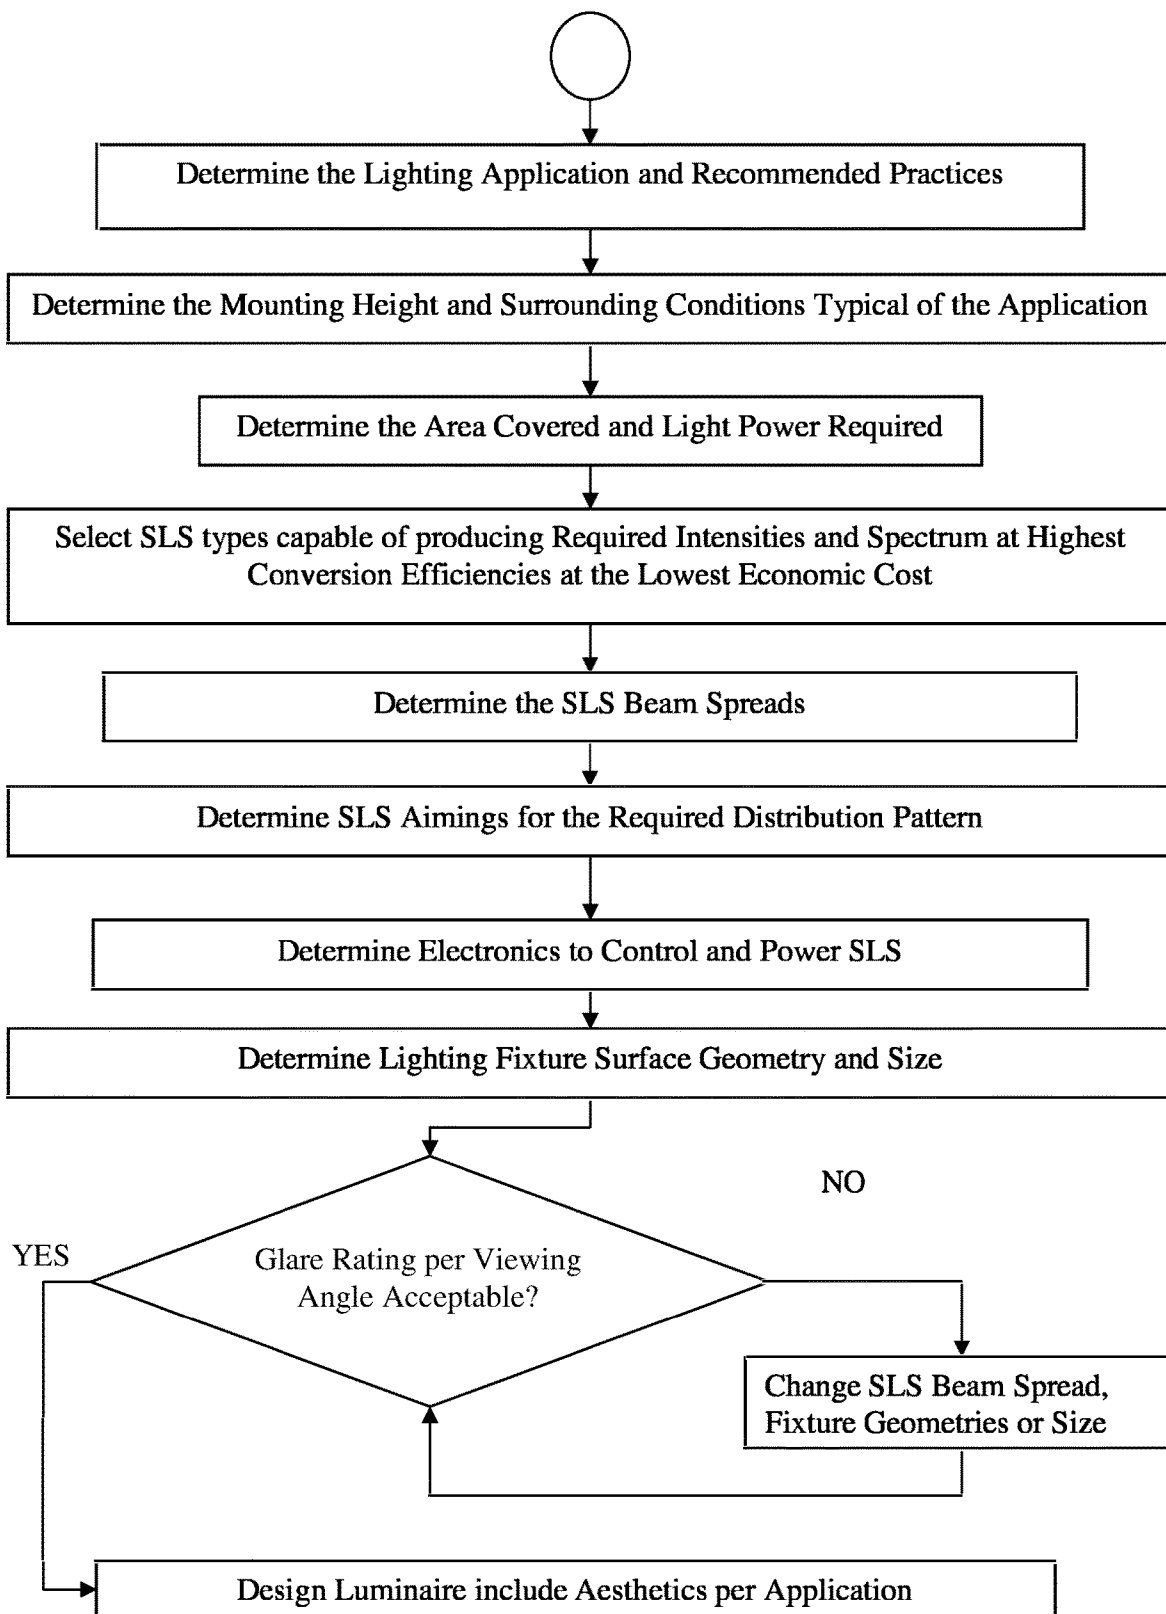 Determine the Lighting Application and Recommended Practices
Determine the Mounting Height and Surrounding Conditions Typical of the Application
Determine the Area Covered and Light Power Required
Select SLS types capable of producing Required Intensities and Spectrum at Highest
Conversion Efficiencies at the Lowest Economic Cost
Determine the SLS Beam Spreads
Determine SLS Aimings for the Required Distribution Pattern
Determine Electronics to Control and Power SLS
Determine Lighting Fixture Surface Geometry and Size
NO
YES
Glare Rating per Viewing
Angle Acceptable?
Change SLS Beam Spread,
Fixture Geometries or Size
Design Luminaire include Aesthetics per Application